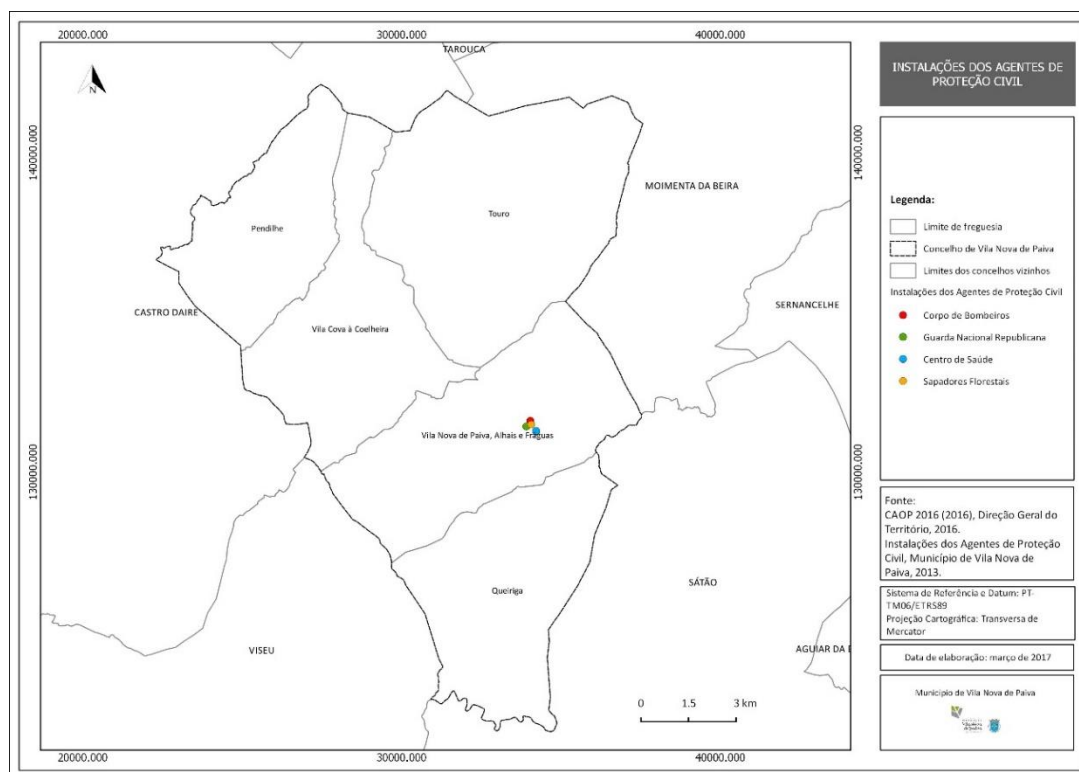 20000.000
30000.000
40000.000
TAROUCA
N
140000.000
140000.000
MOIMENTA DA BEIRA
Touro
Pendilhe
SERNANCELHE
CASTRO DAIRE
Vila Cova à Coelheira
Vila Nova de Paiva, Alhais e Fráguas
130000.000
130000.000
SÁTÃO
Queiriga
VISEU
AGUIAR DA B
0 1.5 3 km
20000.000
30000.000
40000.000
INSTALAÇÕES DOS AGENTES DE
PROTEÇÃO CIVIL
Legenda:
Limite de freguesia
Concelho de Vila Nova de Paiva
Limites dos concelhos vizinhos
Instalações dos Agentes de Proteção Civil
Corpo de Bombeiros
Guarda Nacional Republicana
Centro de Saúde
Sapadores Florestais
Fonte:
CAOP 2016 (2016), Direção Geral do
Território, 2016.
Instalações dos Agentes de Proteção
Civil, Município de Vila Nova de
Paiva, 2013.
Sistema de Referência e Datum: PT-
TM06/ETRS89
Projeção Cartográfica: Transversa de
Mercator
Data de elaboração: março de 2017
Município de Vila Nova de Paiva